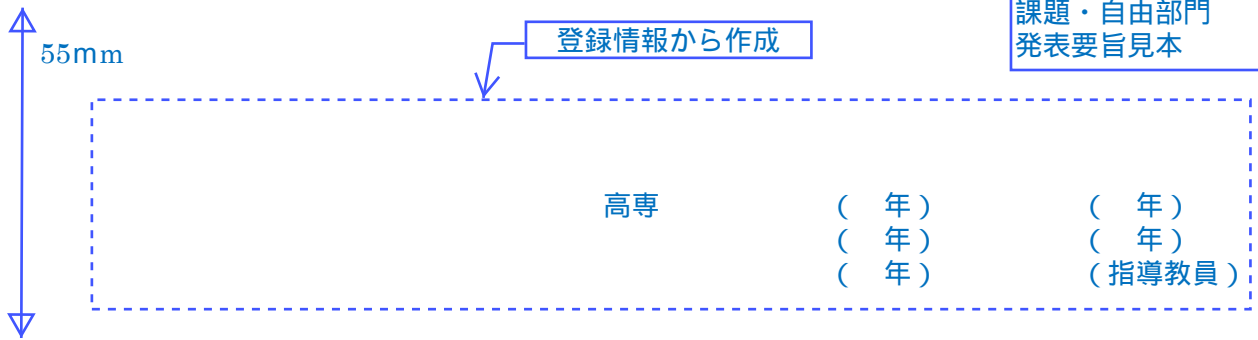 課題・自由部門
発表要旨見本
登録情報から作成
55mm
高専 ( 年 ) ( 年 )
( 年 ) ( 年 )
( 年 ) ( 指導教員 )